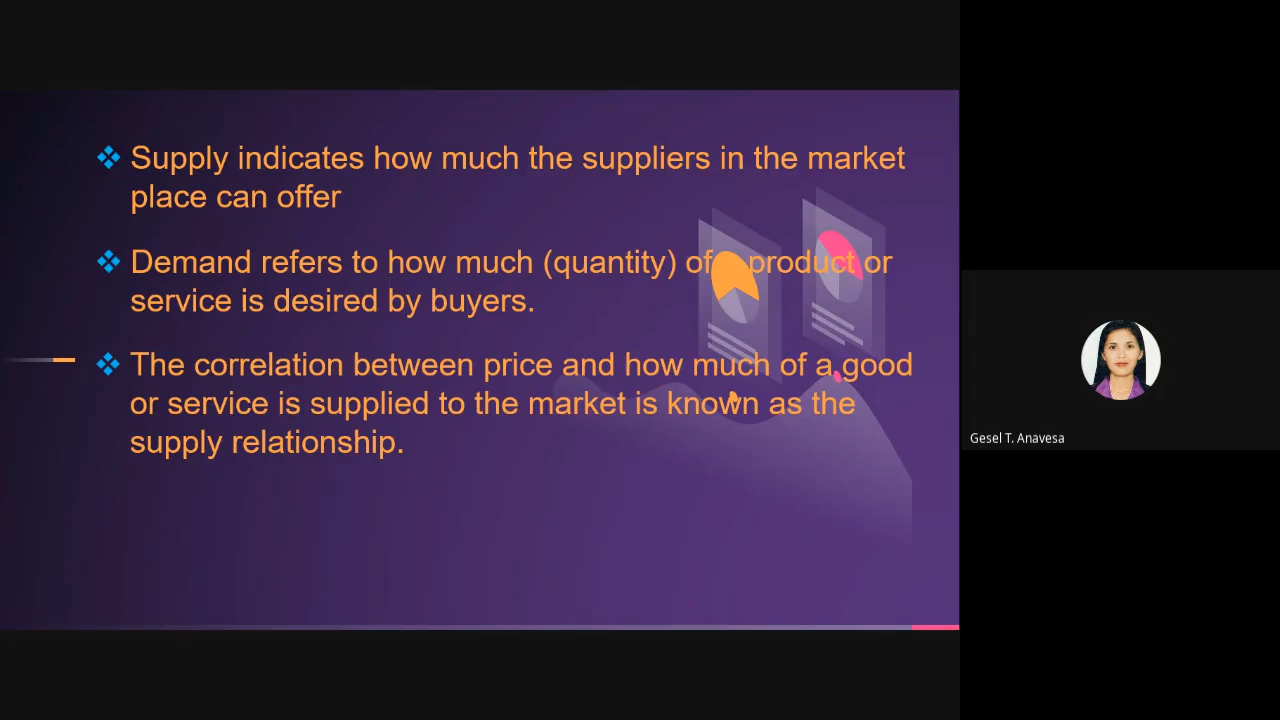 Supply indicates how much the suppliers in the market
place can offer
Demand refers to how much (quantity) of product or
service is desired by buyers.
The correlation between price and how much of a good
or service is supplied to the market is known as the
supply relationship.
Gesel T. Anavesa